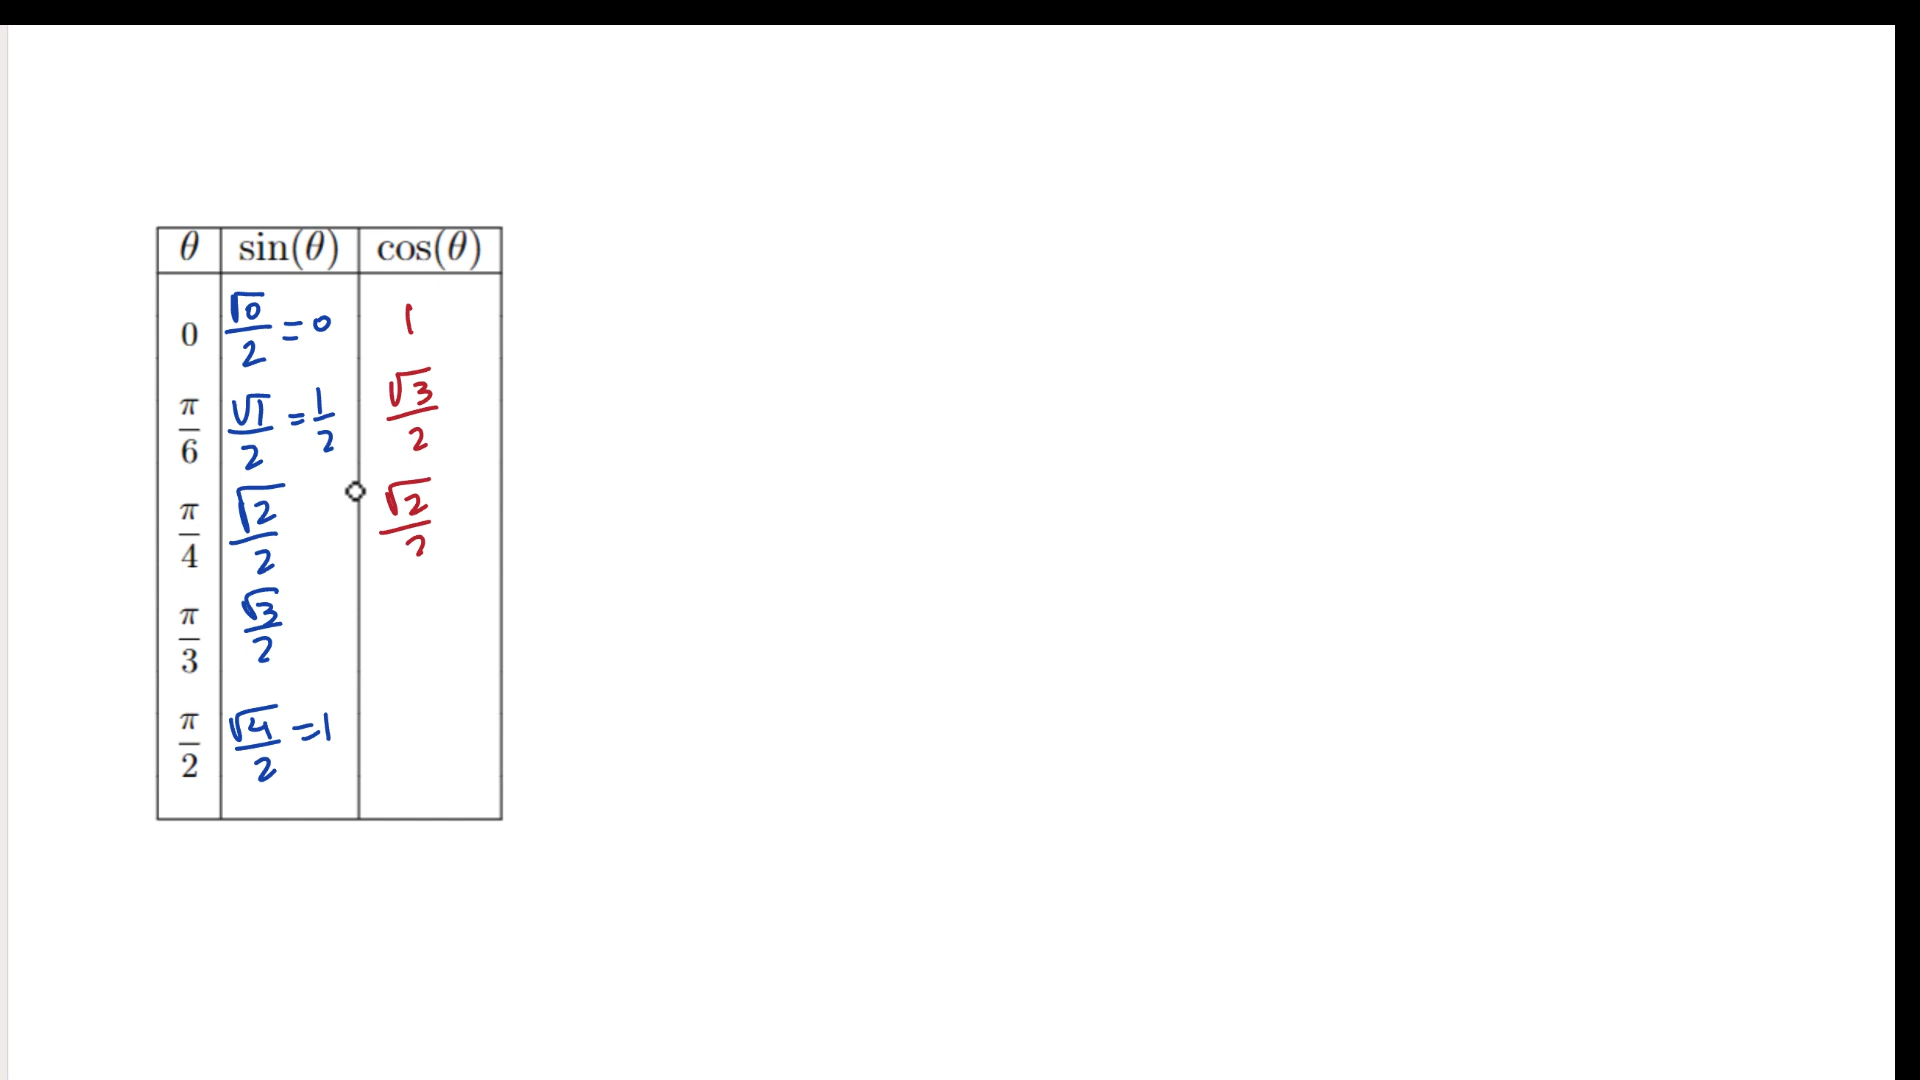 θ sin(θ) cos(θ)
0 √0/2 = 0 1
π/6 √1/2 = 1/2 √3/2
π/4 √2/2 √2/2
π/3 √3/2
π/2 √4/2 = 1